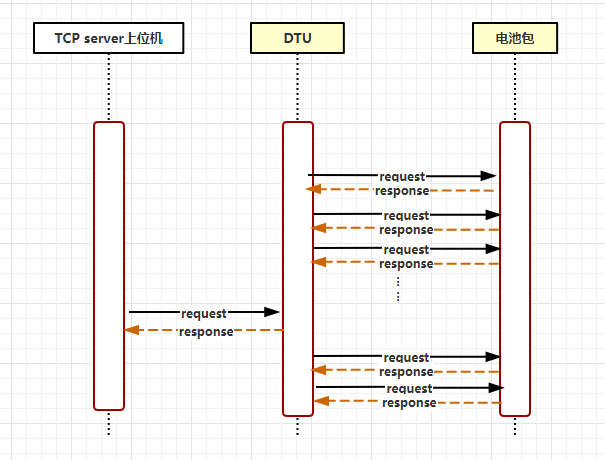 TCP server上位机
DTU
电池包
request
response
request
response
request
response
request
response
request
response
request
response